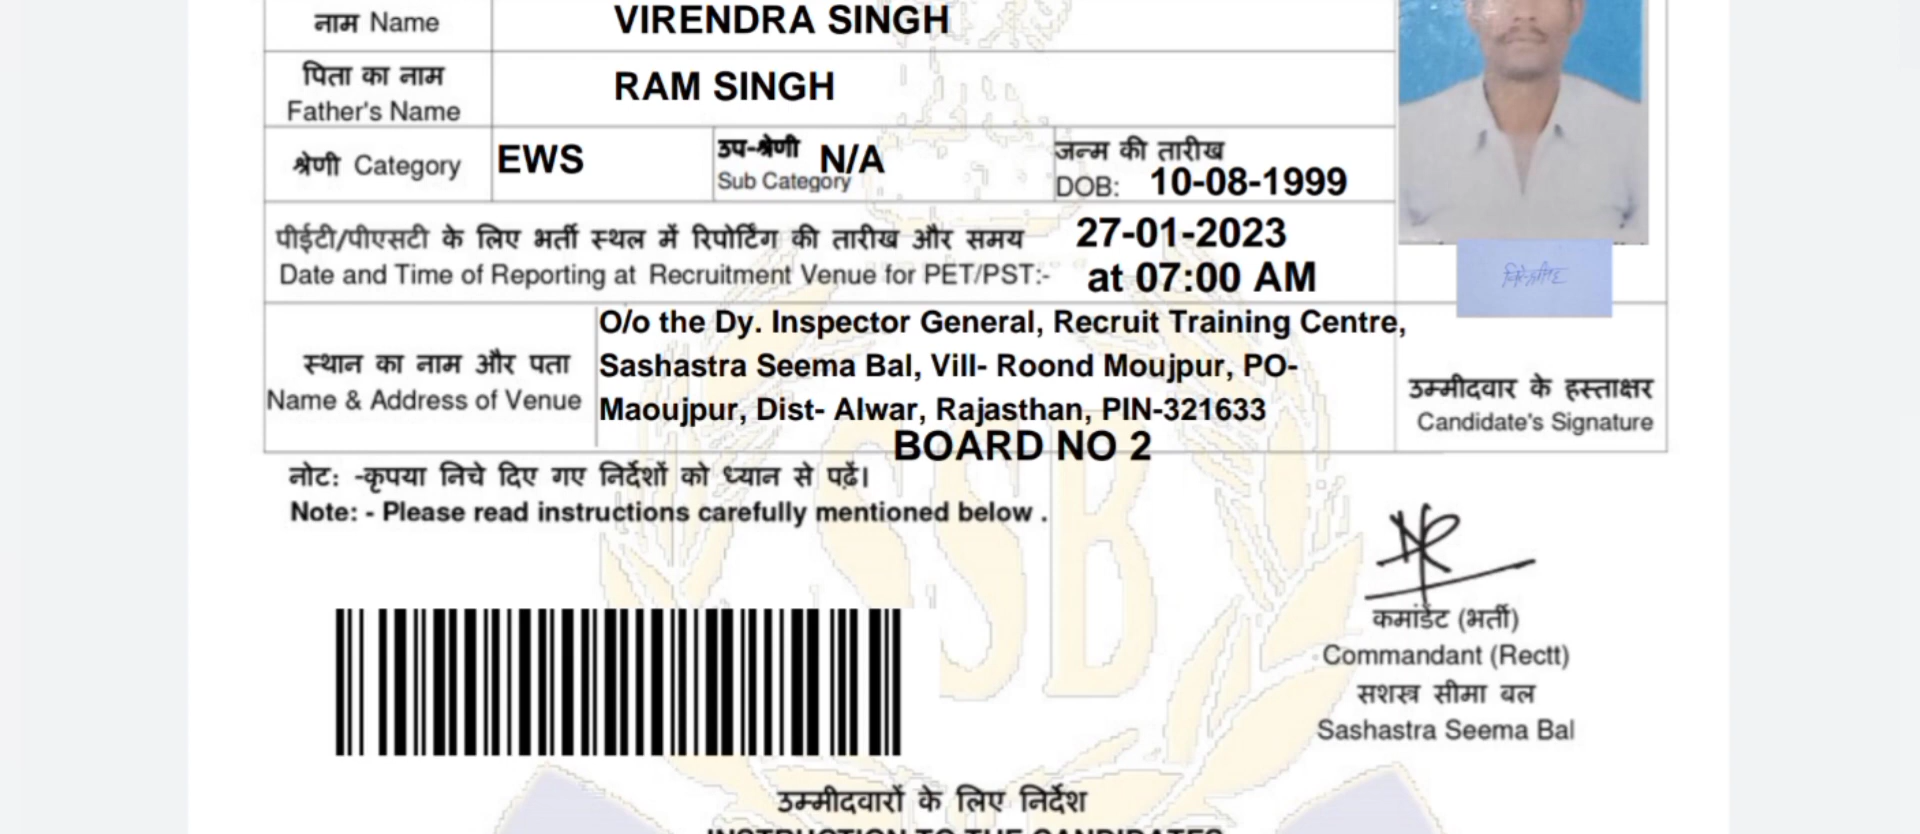 नाम Name VIRENDRA SINGH
पिता का नाम
Father's Name RAM SINGH
श्रेणी Category EWS उप-श्रेणी N/A
Sub Category
जन्म की तारीख
DOB: 10-08-1999
पीईटी/पीएसटी के लिए भर्ती स्थल में रिपोर्टिंग की तारीख और समय 27-01-2023
Date and Time of Reporting at Recruitment Venue for PET/PST:- at 07:00 AM
स्थान का नाम और पता
Name & Address of Venue
O/o the Dy. Inspector General, Recruit Training Centre,
Sashastra Seema Bal, Vill- Roond Moujpur, PO-
Maoujpur, Dist- Alwar, Rajasthan, PIN-321633
BOARD NO 2
उम्मीदवार के हस्ताक्षर
Candidate's Signature
नोट: -कृपया निचे दिए गए निर्देशों को ध्यान से पढ़ें।
Note: - Please read instructions carefully mentioned below .
SSB
कमांडेंट (भर्ती)
Commandant (Rectt)
सशस्त्र सीमा बल
Sashastra Seema Bal
उम्मीदवारों के लिए निर्देश
INSTRUCTION TO THE CANDIDATES